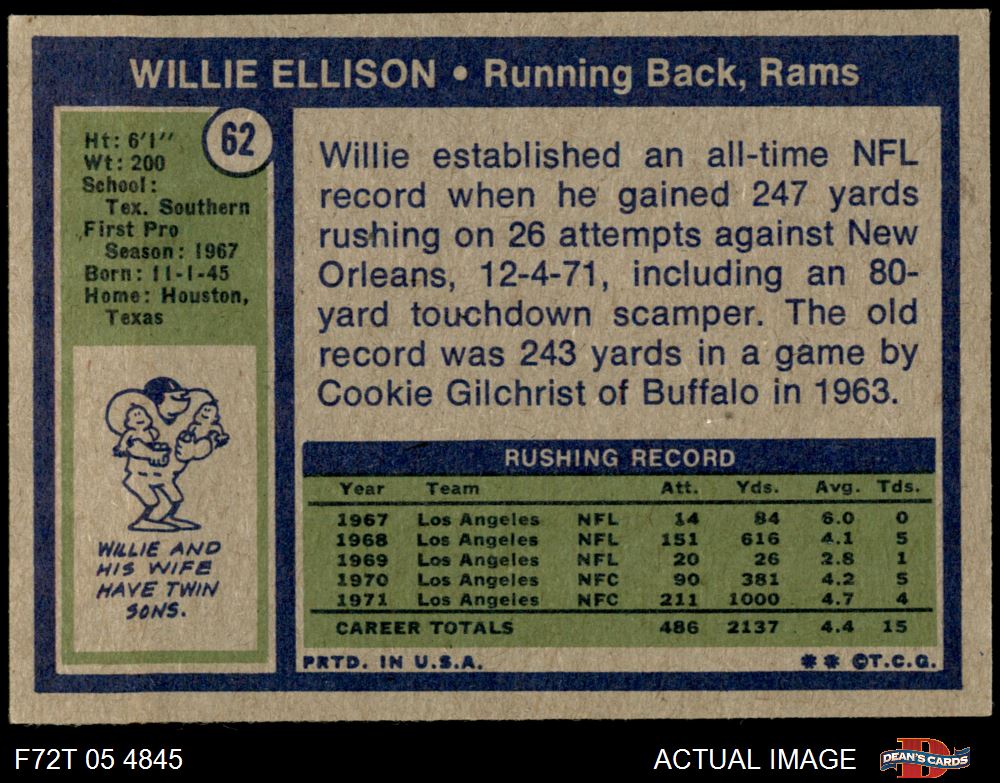 WILLIE ELLISON • Running Back, Rams
62
Ht: 6'1"
Wt: 200
School:
Tex. Southern
First Pro
Season: 1967
Born: 11-1-45
Home: Houston,
Texas
WILLIE AND
HIS WIFE
HAVE TWIN
SONS.
Willie established an all-time NFL
record when he gained 247 yards
rushing on 26 attempts against New
Orleans, 12-4-71, including an 80-
yard touchdown scamper. The old
record was 243 yards in a game by
Cookie Gilchrist of Buffalo in 1963.
RUSHING RECORD
Year Team Att. Yds. Avg. Tds.
1967 Los Angeles NFL 14 84 6.0 0
1968 Los Angeles NFL 151 616 4.1 5
1969 Los Angeles NFL 20 26 2.8 1
1970 Los Angeles NFC 90 381 4.2 5
1971 Los Angeles NFC 211 1000 4.7 4
CAREER TOTALS 486 2137 4.4 15
PRTD. IN U.S.A. * * ©T.C.G.
F72T 05 4845 ACTUAL IMAGE DEAN'S CARDS